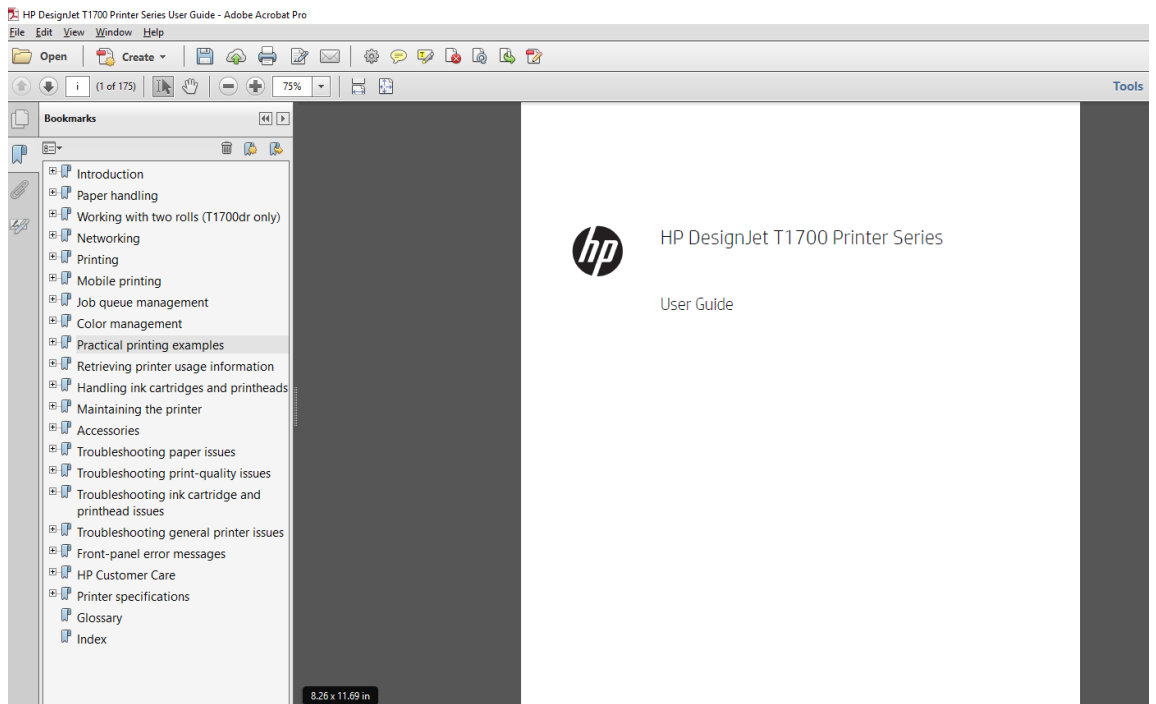 HP DesignJet T1700 Printer Series User Guide - Adobe Acrobat Pro
File Edit View Window Help
Open Create
i (1 of 175) 75% Tools
Bookmarks
Introduction
Paper handling
Working with two rolls (T1700dr only)
Networking
Printing
Mobile printing
Job queue management
Color management
Practical printing examples
Retrieving printer usage information
Handling ink cartridges and printheads
Maintaining the printer
Accessories
Troubleshooting paper issues
Troubleshooting print-quality issues
Troubleshooting ink cartridge and
printhead issues
Troubleshooting general printer issues
Front-panel error messages
HP Customer Care
Printer specifications
Glossary
Index
8.26 x 11.69 in
hp
HP DesignJet T1700 Printer Series
User Guide